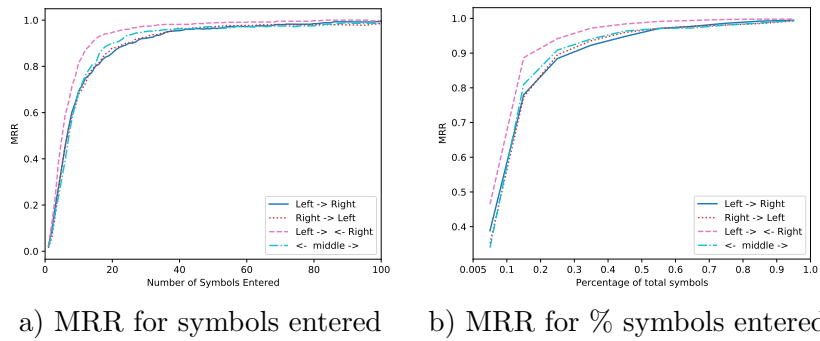 1.0
0.8
0.6
0.4
0.2
0.0
MRR
0 20 40 60 80 100
Number of Symbols Entered
Left -> Right
Right -> Left
Left -> <- Right
<- middle ->
1.0
0.9
0.8
0.7
0.6
0.5
0.4
MRR
0.005 0.1 0.2 0.3 0.4 0.5 0.6 0.7 0.8 0.9 1.0
Percentage of total symbols
Left -> Right
Right -> Left
Left -> <- Right
<- middle ->
a) MRR for symbols entered
b) MRR for % symbols entered